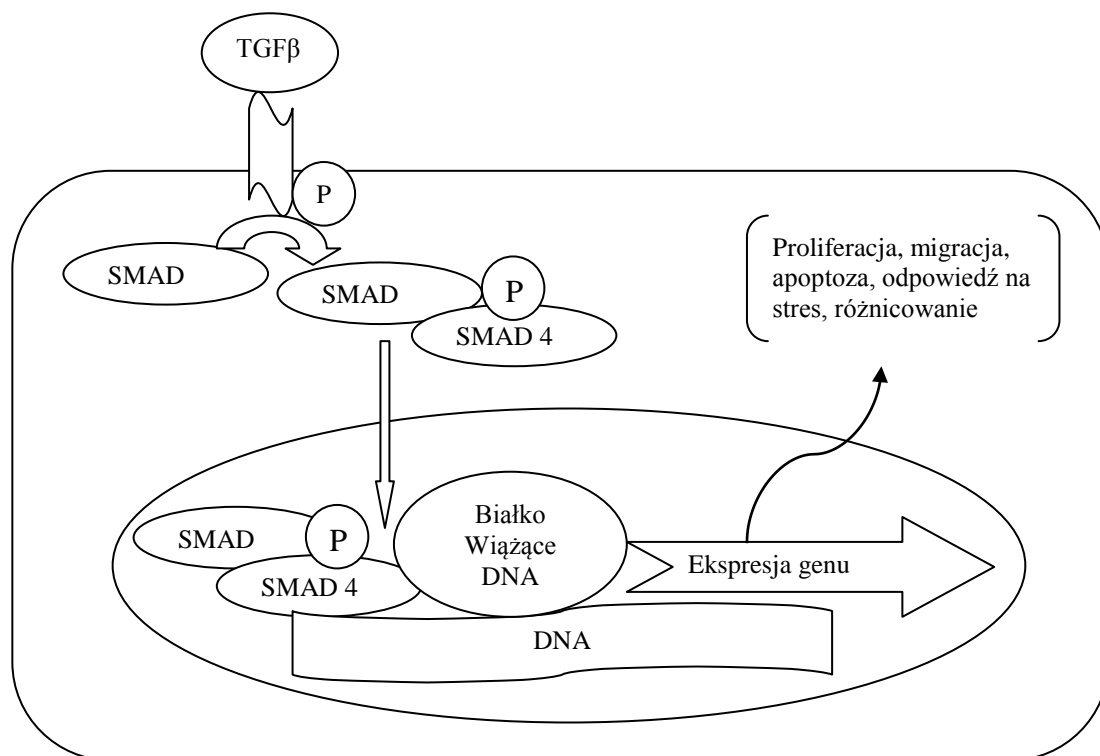 TGFβ
P
SMAD
SMAD
P
SMAD 4
Proliferacja, migracja,
apoptoza, odpowiedź na
stres, różnicowanie
SMAD
P
SMAD 4
Białko
Wiążące
DNA
Ekspresja genu
DNA